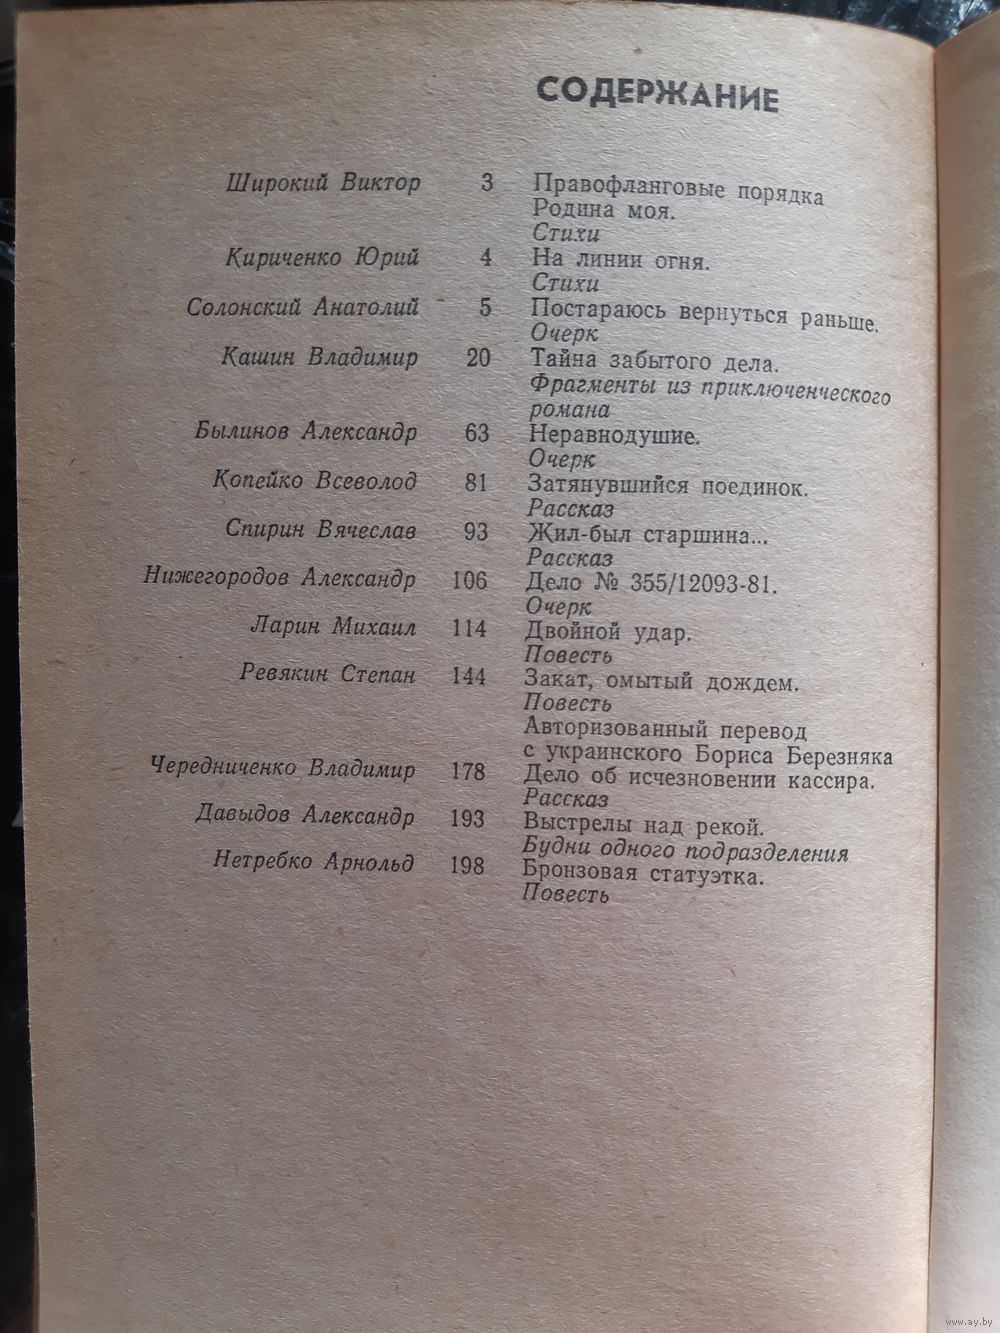 СОДЕРЖАНИЕ
Широкий Виктор 3 Правофланговые порядка
Родина моя.
Стихи
Кириченко Юрий 4 На линии огня.
Стихи
Солонский Анатолий 5 Постараюсь вернуться раньше.
Очерк
Кашин Владимир 20 Тайна забытого дела.
Фрагменты из приключенческого
романа
Былинов Александр 63 Неравнодушие.
Очерк
Копейко Всеволод 81 Затянувшийся поединок.
Рассказ
Спирин Вячеслав 93 Жил-был старшина...
Рассказ
Нижегородов Александр 106 Дело № 355/12093-81.
Очерк
Ларин Михаил 114 Двойной удар.
Повесть
Ревякин Степан 144 Закат, омытый дождем.
Повесть
Авторизованный перевод
с украинского Бориса Березняка
Чередниченко Владимир 178 Дело об исчезновении кассира.
Рассказ
Давыдов Александр 193 Выстрелы над рекой.
Будни одного подразделения
Нетребко Арнольд 198 Бронзовая статуэтка.
Повесть
www.ay.by